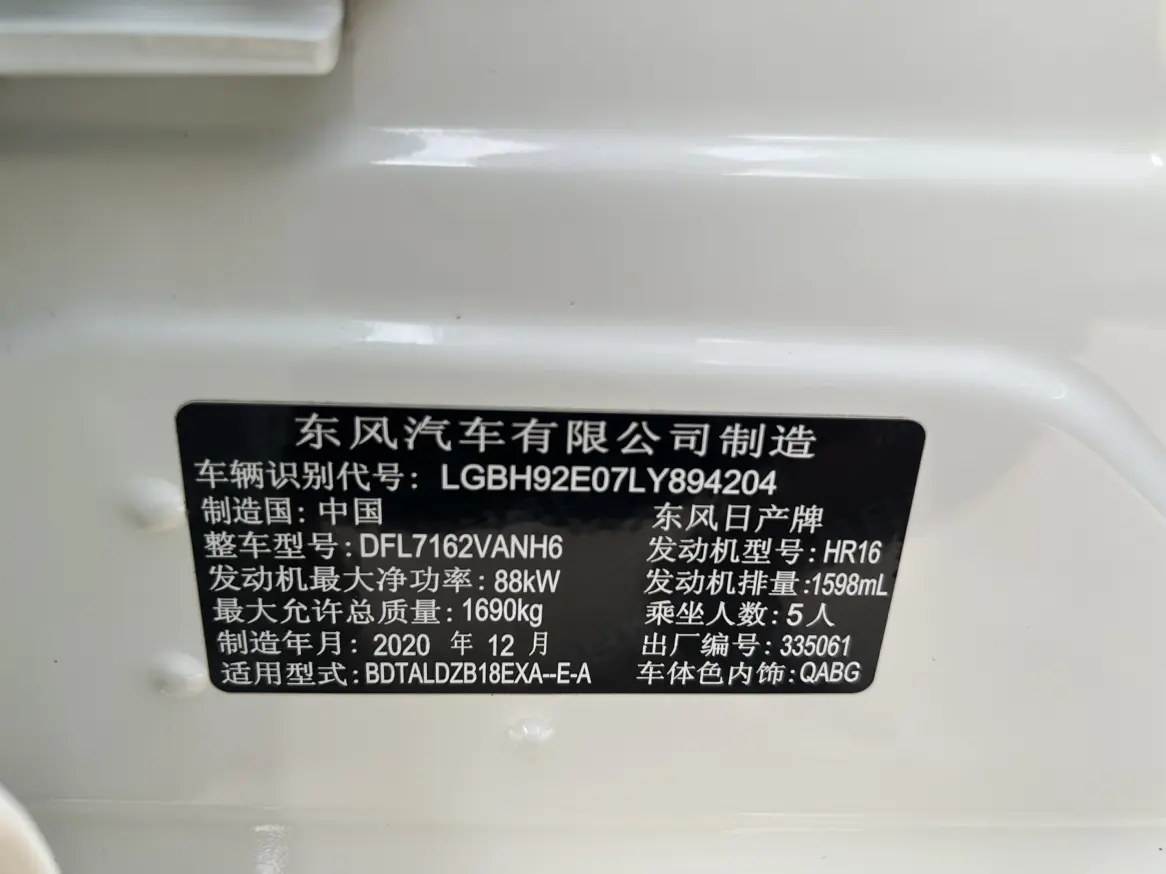 东风汽车有限公司制造
车辆识别代号: LGBH92E07LY894204
制造国: 中国 东风日产牌
整车型号: DFL7162VANH6 发动机型号: HR16
发动机最大净功率: 88kW 发动机排量: 1598mL
最大允许总质量: 1690kg 乘坐人数: 5人
制造年月: 2020 年 12 月 出厂编号: 335061
适用型式: BDTALDZB18EXA--E-A 车体色内饰: QABG